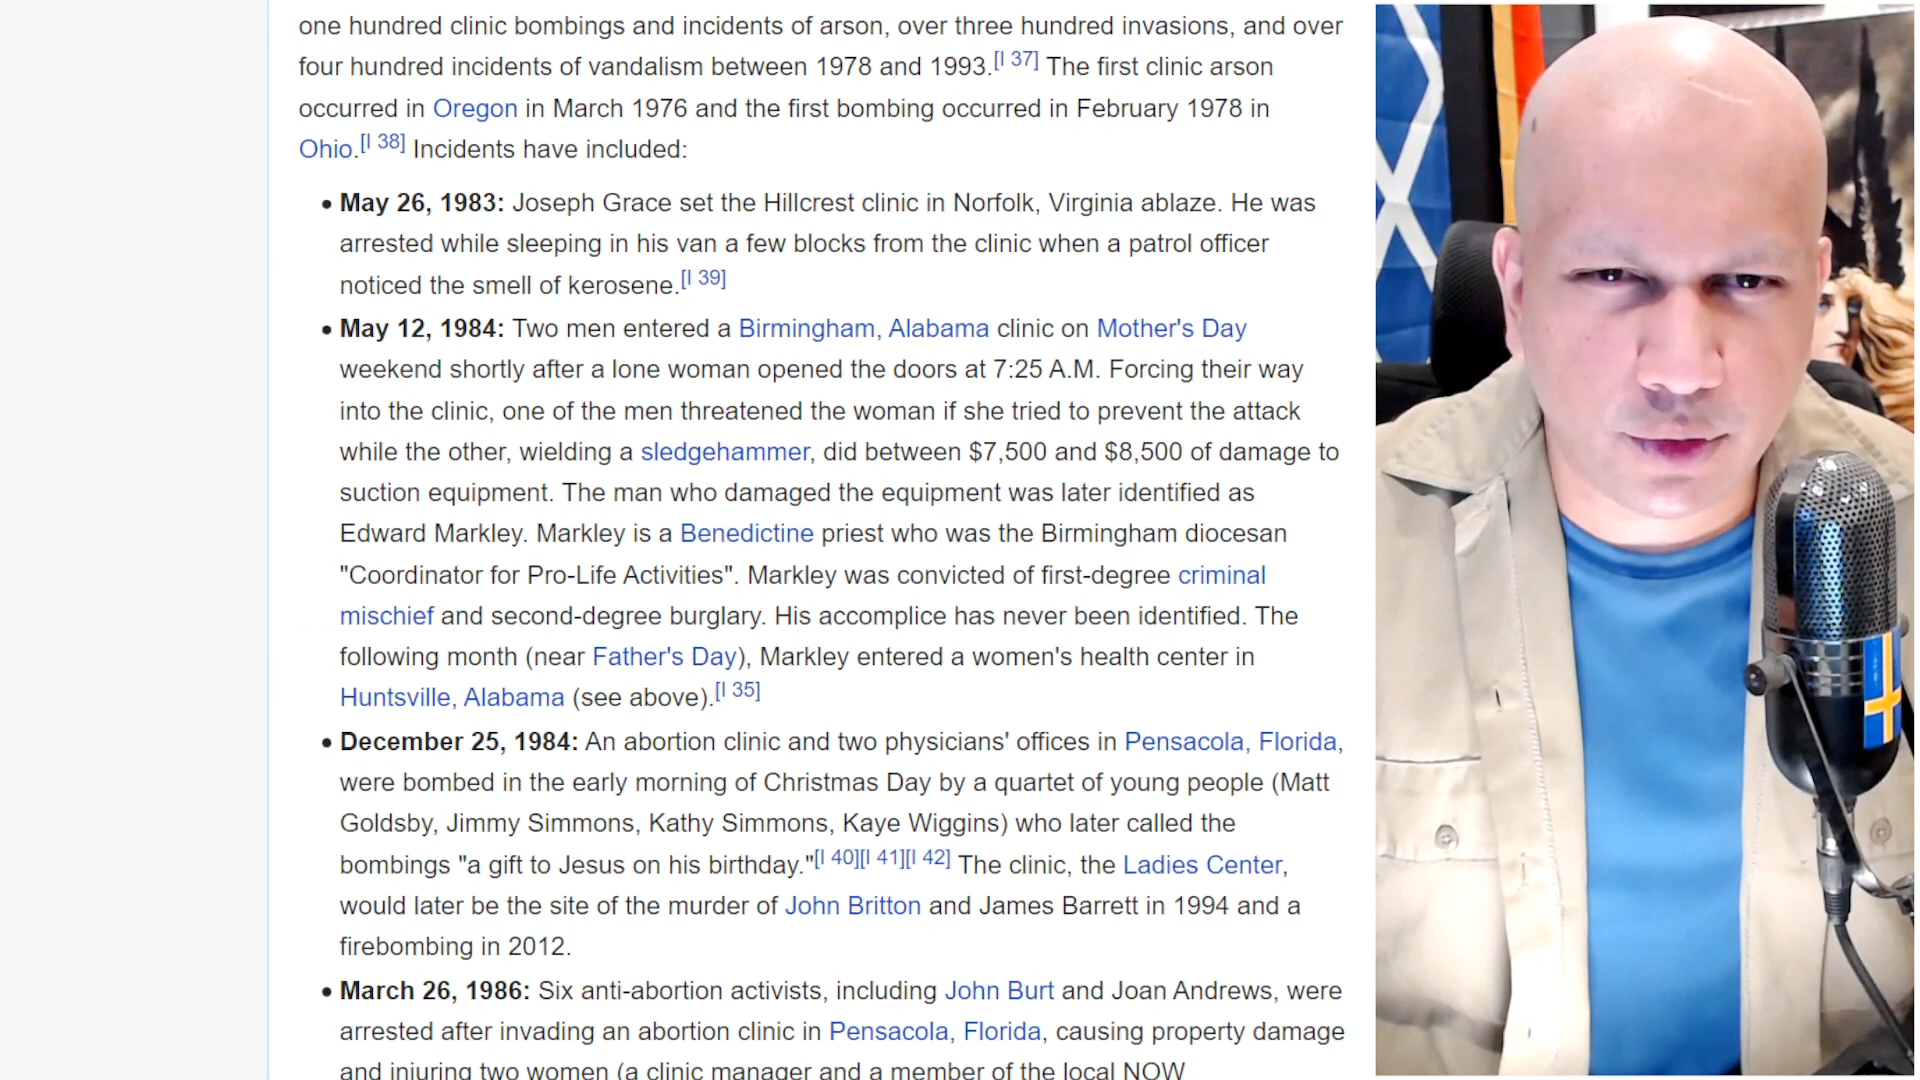 one hundred clinic bombings and incidents of arson, over three hundred invasions, and over
four hundred incidents of vandalism between 1978 and 1993.[I 37] The first clinic arson
occurred in Oregon in March 1976 and the first bombing occurred in February 1978 in
Ohio.[I 38] Incidents have included:
• May 26, 1983: Joseph Grace set the Hillcrest clinic in Norfolk, Virginia ablaze. He was
arrested while sleeping in his van a few blocks from the clinic when a patrol officer
noticed the smell of kerosene.[I 39]
• May 12, 1984: Two men entered a Birmingham, Alabama clinic on Mother's Day
weekend shortly after a lone woman opened the doors at 7:25 A.M. Forcing their way
into the clinic, one of the men threatened the woman if she tried to prevent the attack
while the other, wielding a sledgehammer, did between $7,500 and $8,500 of damage to
suction equipment. The man who damaged the equipment was later identified as
Edward Markley. Markley is a Benedictine priest who was the Birmingham diocesan
"Coordinator for Pro-Life Activities". Markley was convicted of first-degree criminal
mischief and second-degree burglary. His accomplice has never been identified. The
following month (near Father's Day), Markley entered a women's health center in
Huntsville, Alabama (see above).[I 35]
• December 25, 1984: An abortion clinic and two physicians' offices in Pensacola, Florida,
were bombed in the early morning of Christmas Day by a quartet of young people (Matt
Goldsby, Jimmy Simmons, Kathy Simmons, Kaye Wiggins) who later called the
bombings "a gift to Jesus on his birthday."[I 40][I 41][I 42] The clinic, the Ladies Center,
would later be the site of the murder of John Britton and James Barrett in 1994 and a
firebombing in 2012.
• March 26, 1986: Six anti-abortion activists, including John Burt and Joan Andrews, were
arrested after invading an abortion clinic in Pensacola, Florida, causing property damage
and injuring two women (a clinic manager and a member of the local NOW